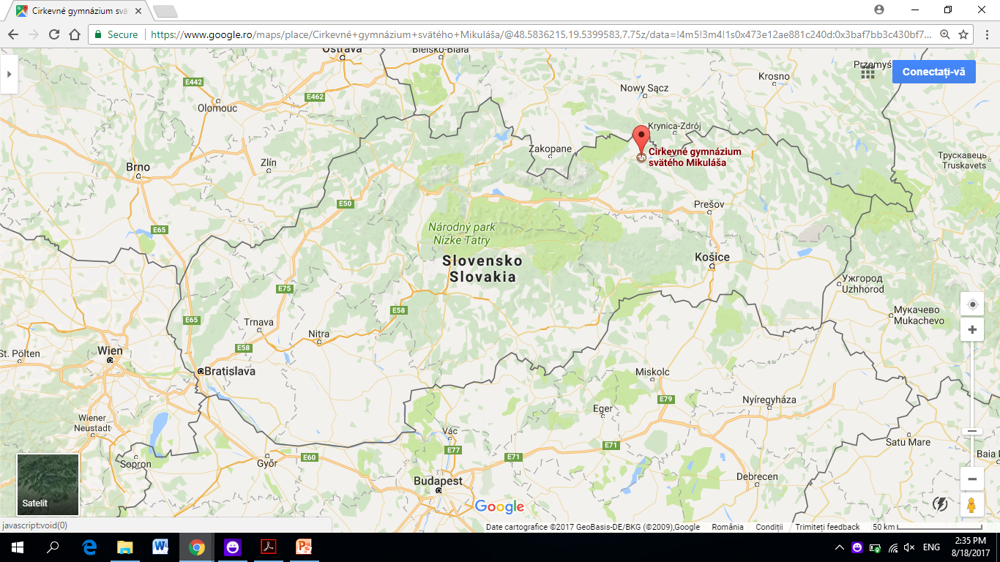 Cirkevné gymnázium svä
Secure
https://www.google.ro/maps/place/Cirkevné+gymnázium+svätého+Mikuláša/@48.5836215,19.5399583,7.75z/data=!4m5!3m4!1s0x473e12ae881c240d:0x3baf7bb3c430bf7...
Ostrava
Bielsko-Biała
Przemyś
Conectați-vă
Krosno
E442
E462
Nowy Sącz
Olomouc
Krynica-Zdrój
Zakopane
Cirkevné gymnázium
svätého Mikuláša
Трускавець
Truskavets
Zlín
Brno
E50
Prešov
Národný park
Nízke Tatry
E65
Slovensko
Slovakia
Košice
Ужгород
Uzhhorod
E75
E58
Мукачево
Mukachevo
E65
Trnava
Nitra
E58
St. Pölten
Wien
Bratislava
Miskolc
E79
Nyíregyháza
Eger
Wiener
Neustadt
Vác
Satu Mare
E77
E71
E71
E60
Baia
Sopron
Győr
Debrecen
Budapest
Satelit
Google
javascript:void(0)
Date cartografice ©2017 GeoBasis-DE/BKG (©2009),Google România Condiții Trimiteți feedback 50 km
ENG
2:35 PM
8/18/2017